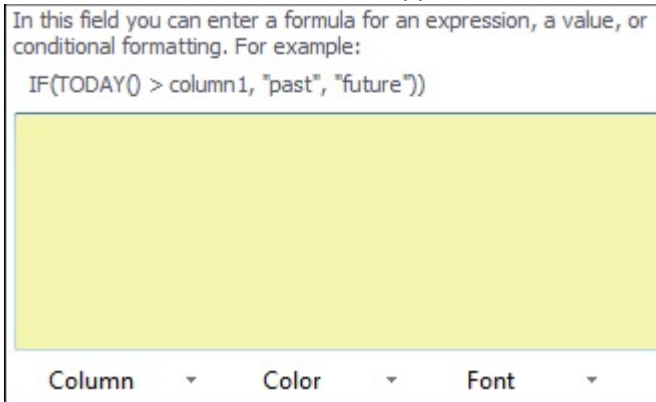 In this field you can enter a formula for an expression, a value, or
conditional formatting. For example:
IF(TODAY() > column1, "past", "future"))
Column
Color
Font